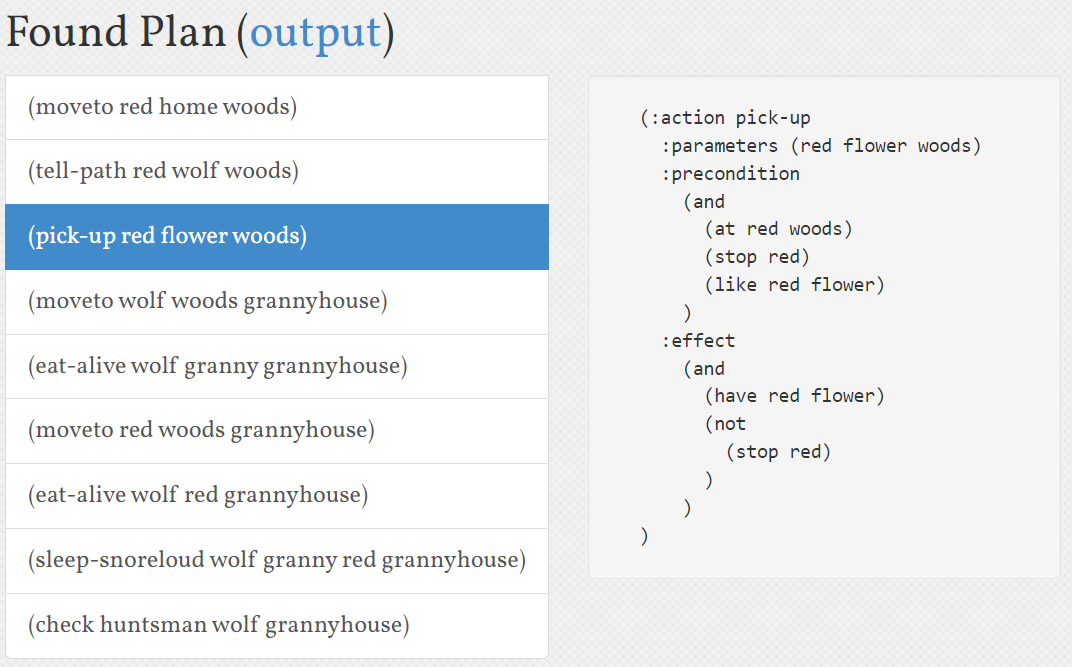 Found Plan (output)
(moveto red home woods)
(tell-path red wolf woods)
(pick-up red flower woods)
(moveto wolf woods grannyhouse)
(eat-alive wolf granny grannyhouse)
(moveto red woods grannyhouse)
(eat-alive wolf red grannyhouse)
(sleep-snoreloud wolf granny red grannyhouse)
(check huntsman wolf grannyhouse)
(:action pick-up
:parameters (red flower woods)
:precondition
(and
(at red woods)
(stop red)
(like red flower)
)
:effect
(and
(have red flower)
(not
(stop red)
)
)
)